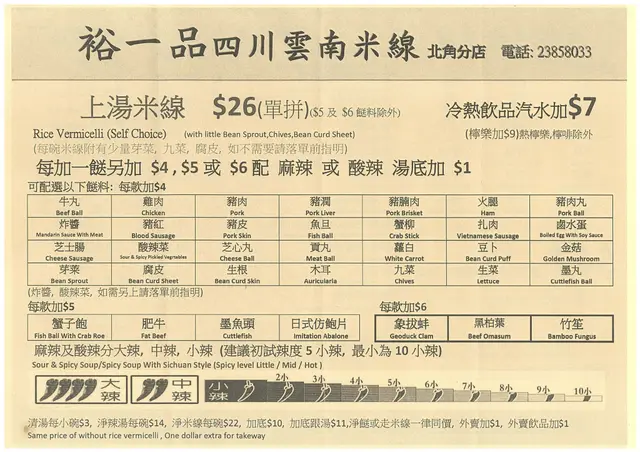 裕一品四川雲南米線 北角分店 電話: 23858033
上湯米線 $26(單拼)($5 及 $6 餸料除外) 冷熱飲品汽水加$7
Rice Vermicelli (Self Choice) (with little Bean Sprout,Chives,Bean Curd Sheet) (檸樂加$9)熱檸樂,檸啡除外
(每碗米線附有少量芽菜, 九菜, 腐皮, 如不需要請落單前指明)
每加一餸另加 $4 , $5 或 $6 配 麻辣 或 酸辣 湯底加 $1
可配選以下餸料: 每款加$4
牛丸 雞肉 豬肉 豬潤 豬腩肉 火腿 豬肉丸
Beef Ball Chicken Pork Pork Liver Pork Brisket Ham Pork Ball
炸醬 豬紅 豬皮 魚旦 蟹柳 扎肉 鹵水蛋
Mandarin Sauce With Meat Blood Sausage Pork Skin Fish Ball Crab Stick Vietnamese Sausage Boiled Egg With Soy Sauce
芝士腸 酸辣菜 芝心丸 貢丸 蘿白 豆卜 金菇
Cheese Sausage Sour & Spicy Pickled Vegetables Cheese Ball Meat Ball White Carrot Bean Curd Puff Golden Mushroom
芽菜 腐皮 生根 木耳 九菜 生菜 墨丸
Bean Sprout Bean Curd Sheet Bean Curd Skin Auricularia Chives Lettuce Cuttlefish Ball
(炸醬, 酸辣菜, 如需另上請落單前指明)
每款加$5 每款加$6
蟹子飽 肥牛 墨魚頭 日式仿鮑片 象拔蚌 黑柏葉 竹笙
Fish Ball With Crab Roe Fat Beef Cuttlefish Imitation Abalone Geoduck Clam Beef Omasum Bamboo Fungus
麻辣及酸辣分大辣, 中辣, 小辣 (建議初試辣度 5 小辣, 最小為 10 小辣)
Sour & Spicy Soup/Spicy Soup With Sichuan Style (Spicy level Little / Mid / Hot )
大辣 中辣 小辣 2小 3小 4小 5小 6小 7小 8小 9小 10小
清湯每小碗$3, 淨辣湯每碗$14, 淨米線每碗$22, 加底$10, 加底跟湯$11,淨餸或走米線一律同價, 外賣加$1, 外賣飲品加$1
Same price of without rice vermicelli , One dollar extra for takeway